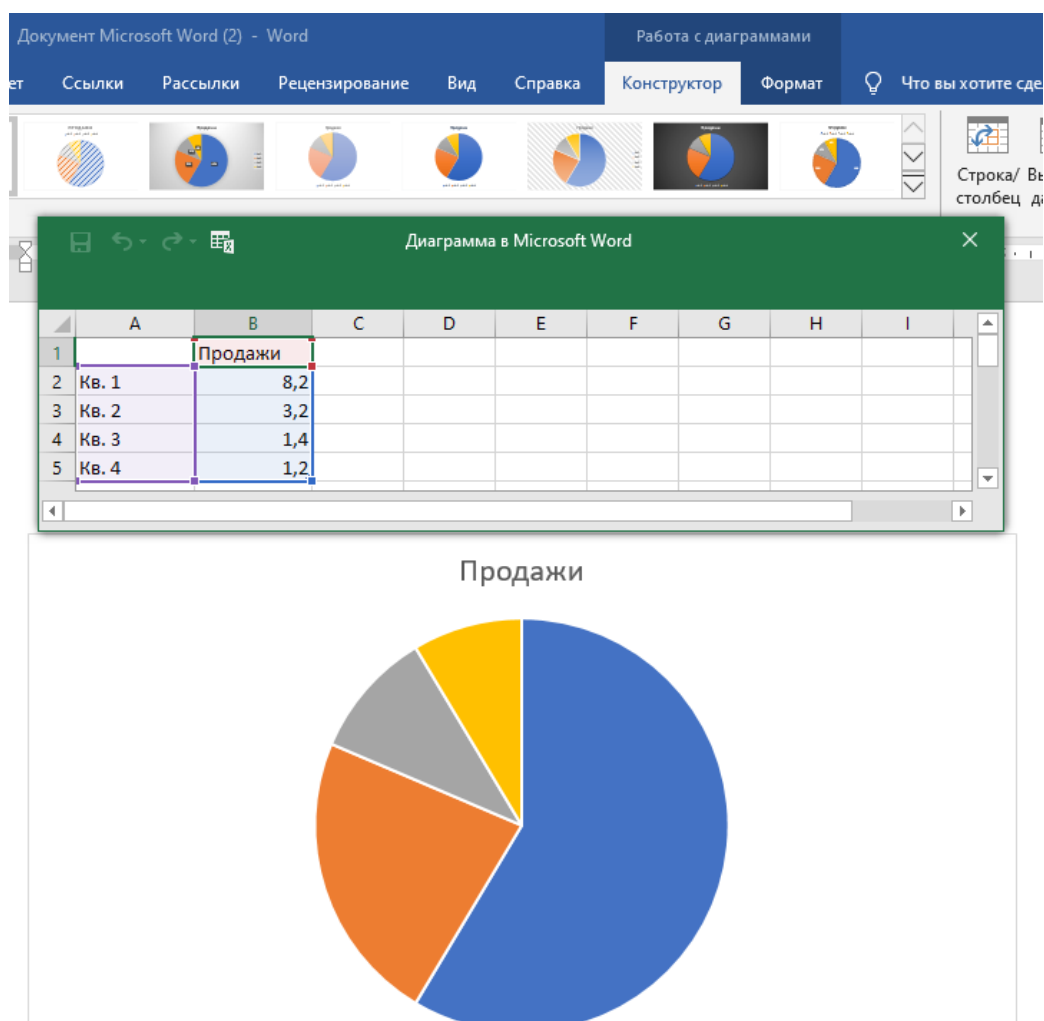 Документ Microsoft Word (2) - Word
Работа с диаграммами
ет Ссылки Рассылки Рецензирование Вид Справка Конструктор Формат Что вы хотите сде
Строка/ Вы
столбец да
Диаграмма в Microsoft Word
A B C D E F G H I
1 Продажи
2 Кв. 1 8,2
3 Кв. 2 3,2
4 Кв. 3 1,4
5 Кв. 4 1,2
Продажи